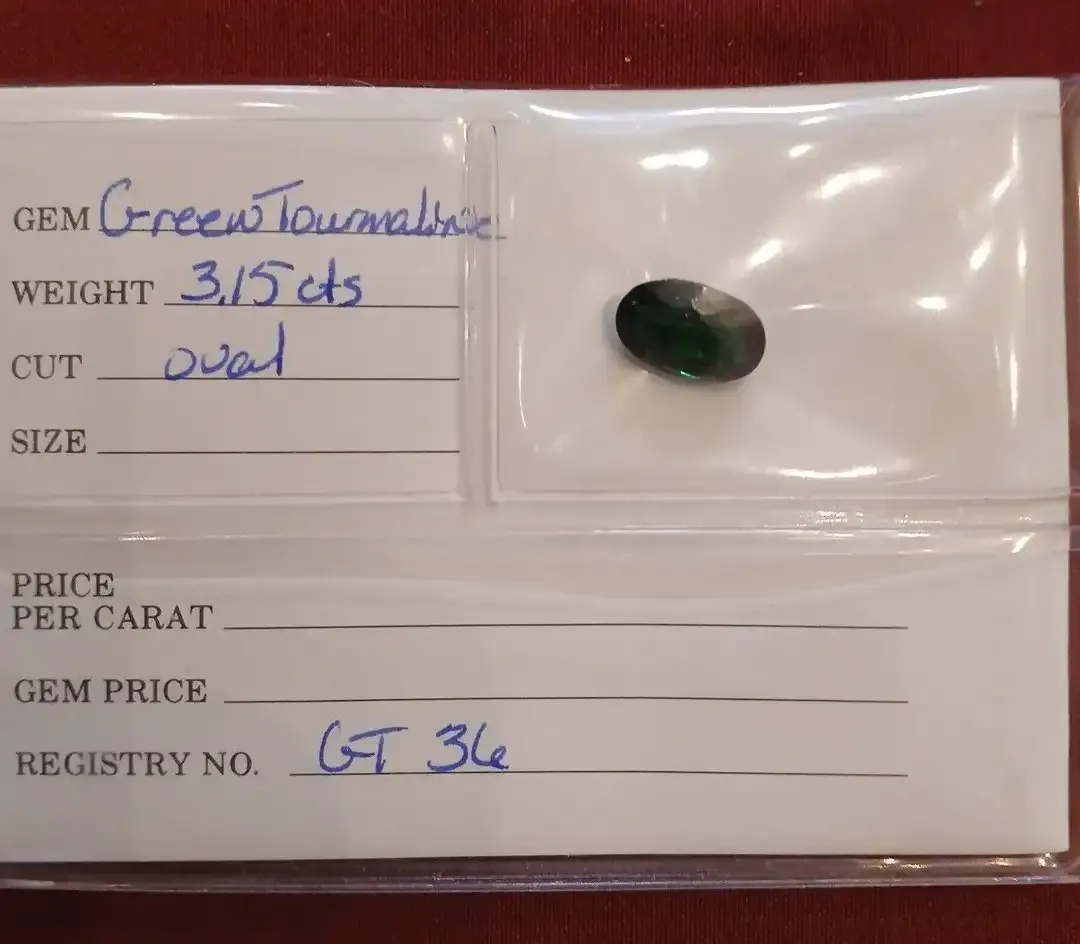 GEM Green Tourmaline
WEIGHT 3.15 cts
CUT oval
SIZE
PRICE
PER CARAT
GEM PRICE
REGISTRY NO. GT 36